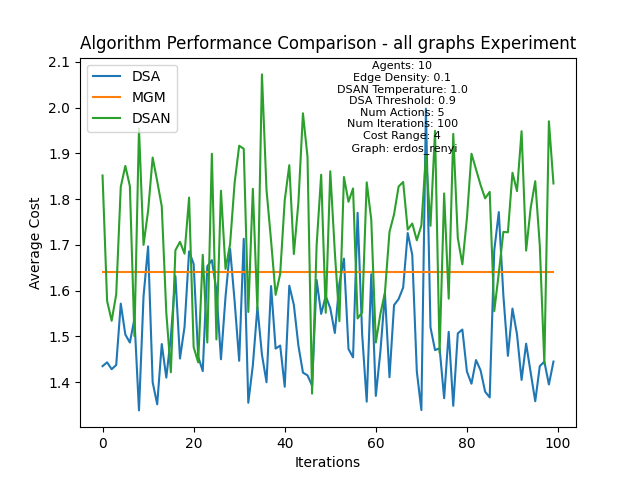 Algorithm Performance Comparison - all graphs Experiment
DSA
MGM
DSAN
Agents: 10
Edge Density: 0.1
DSAN Temperature: 1.0
DSA Threshold: 0.9
Num Actions: 5
Num Iterations: 100
Cost Range: 4
Graph: erdos_renyi
Average Cost
2.1
2.0
1.9
1.8
1.7
1.6
1.5
1.4
0 20 40 60 80 100
Iterations